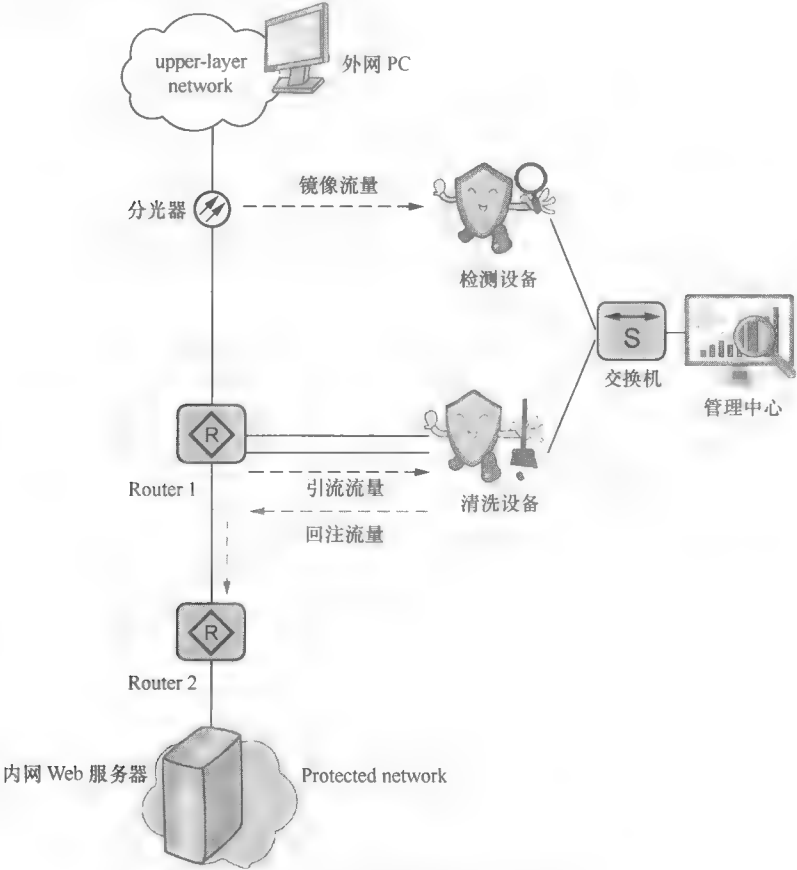 upper-layer
network
外网 PC
分光器
镜像流量
检测设备
S
交换机
管理中心
R
Router 1
引流流量
清洗设备
回注流量
R
Router 2
内网 Web 服务器
Protected network